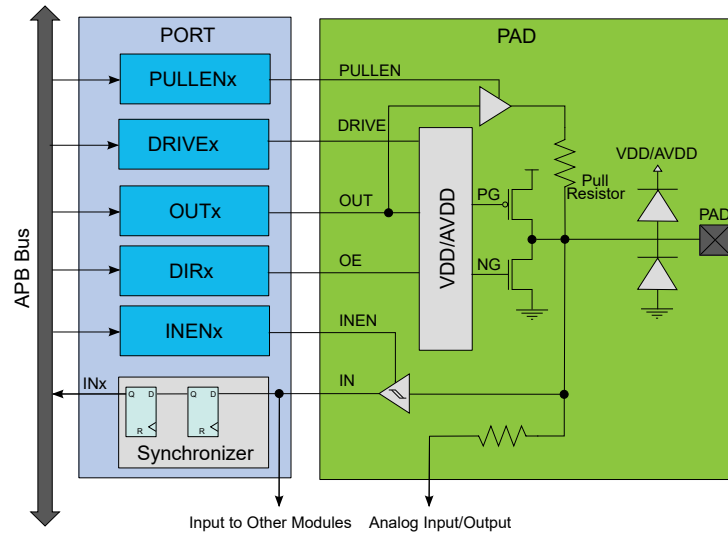 PORT
PAD
PULLENx
PULLEN
DRIVEx
DRIVE
VDD/AVDD
Pull
Resistor
OUTx
OUT
PG
PAD
VDD/AVDD
DIRx
OE
NG
APB Bus
INENx
INEN
INx
IN
Q D
R
Q D
R
Synchronizer
Input to Other Modules
Analog Input/Output